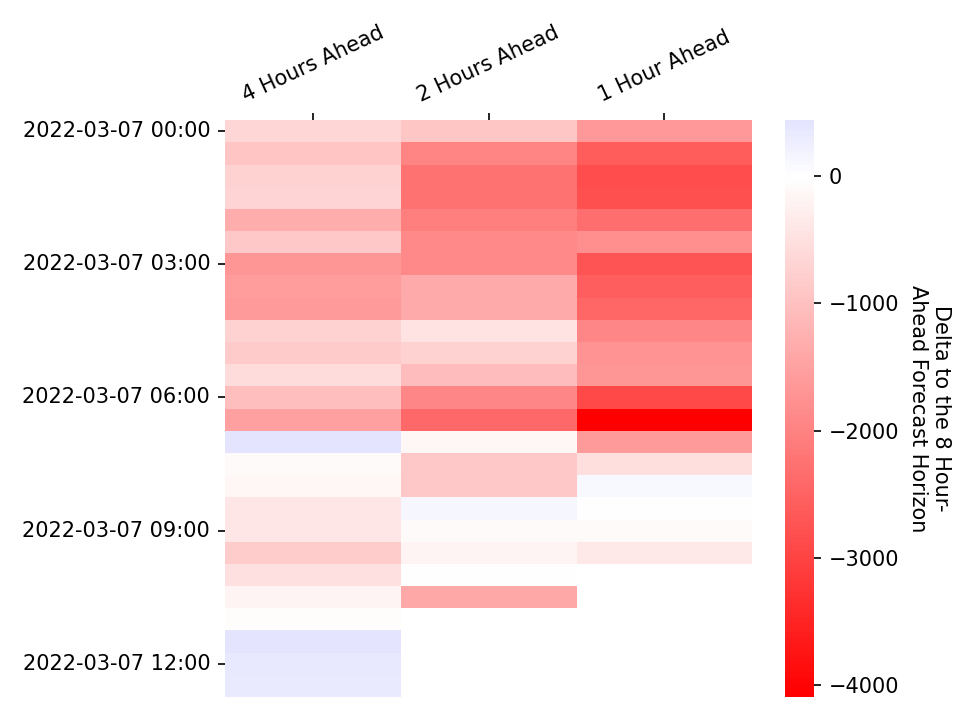 4 Hours Ahead
2 Hours Ahead
1 Hour Ahead
2022-03-07 00:00
2022-03-07 03:00
2022-03-07 06:00
2022-03-07 09:00
2022-03-07 12:00
0
−1000
−2000
−3000
−4000
Delta to the 8 Hour-
Ahead Forecast Horizon